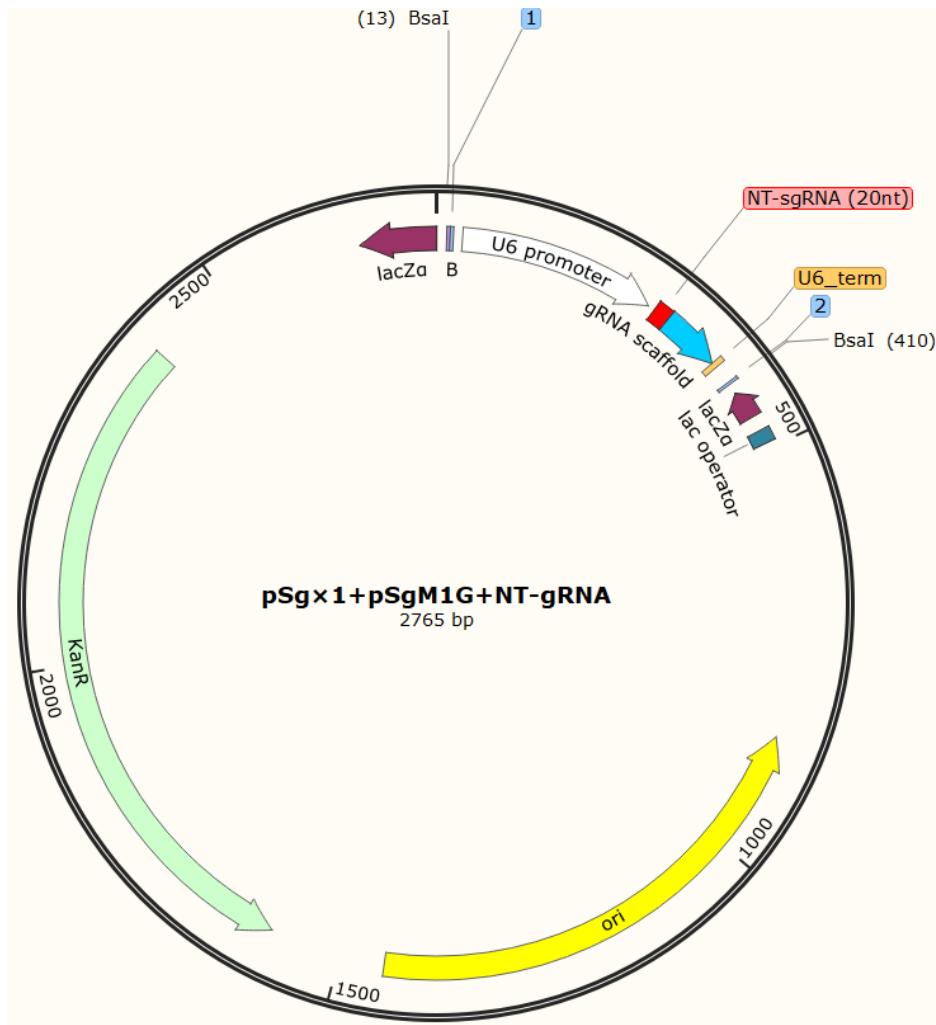 (13) BsaI
1
NT-sgRNA (20nt)
U6_term
2
BsaI (410)
lacZα
B
U6 promoter
gRNA scaffold
lacZα
lac operator
500
2500
pSg×1+pSgM1G+NT-gRNA
2765 bp
KanR
2000
1000
ori
1500